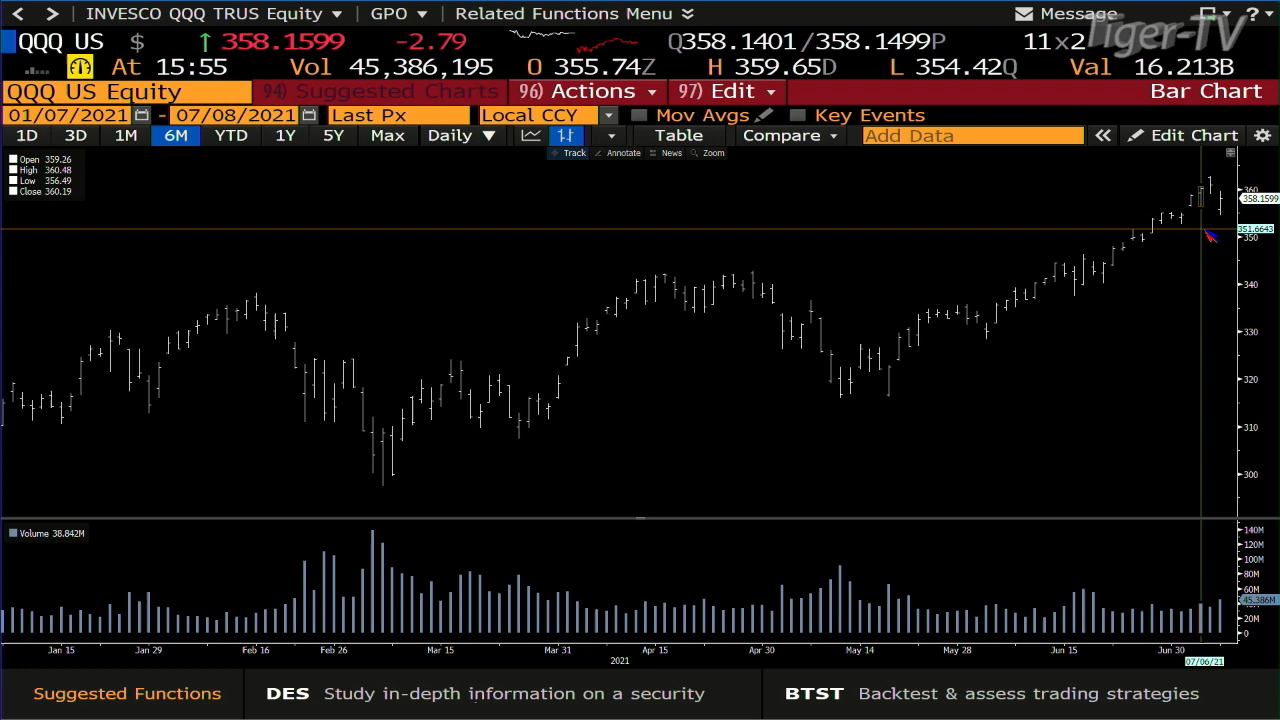 < > INVESCO QQQ TRUS Equity ▼ GPO ▼ Related Functions Menu Message ? Tiger-TV
QQQ US $ ↑ 358.1599 -2.79 Q358.1401/358.1499P 11x2
At 15:55 Vol 45,386,195 O 355.74Z H 359.65D L 354.42Q Val 16.213B
QQQ US Equity 94) Suggested Charts 96) Actions 97) Edit Bar Chart
01/07/2021 - 07/08/2021 Last Px Local CCY Mov Avgs Key Events
1D 3D 1M 6M YTD 1Y 5Y Max Daily ▼ Table Compare Add Data « Edit Chart
Track Annotate News Zoom
Open 359.26
High 360.48
Low 356.49
Close 360.19
360
358.1599
351.6643
350
340
330
320
310
300
Volume 38.842M
140M
120M
100M
80M
60M
45.386M
20M
0
Jan 15 Jan 29 Feb 16 Feb 26 Mar 15 Mar 31 Apr 15 Apr 30 May 14 May 28 Jun 15 Jun 30
2021 07/06/21
Suggested Functions DES Study in-depth information on a security BTST Backtest & assess trading strategies